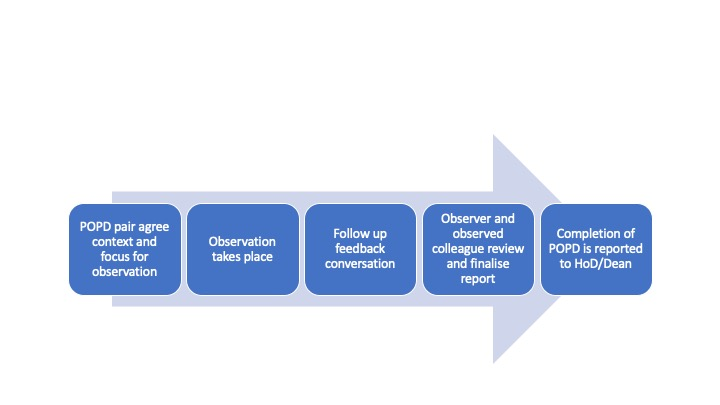 POPD pair agree
context and
focus for
observation
Observation
takes place
Follow up
feedback
conversation
Observer and
observed
colleague review
and finalise
report
Completion of
POPD is reported
to HoD/Dean